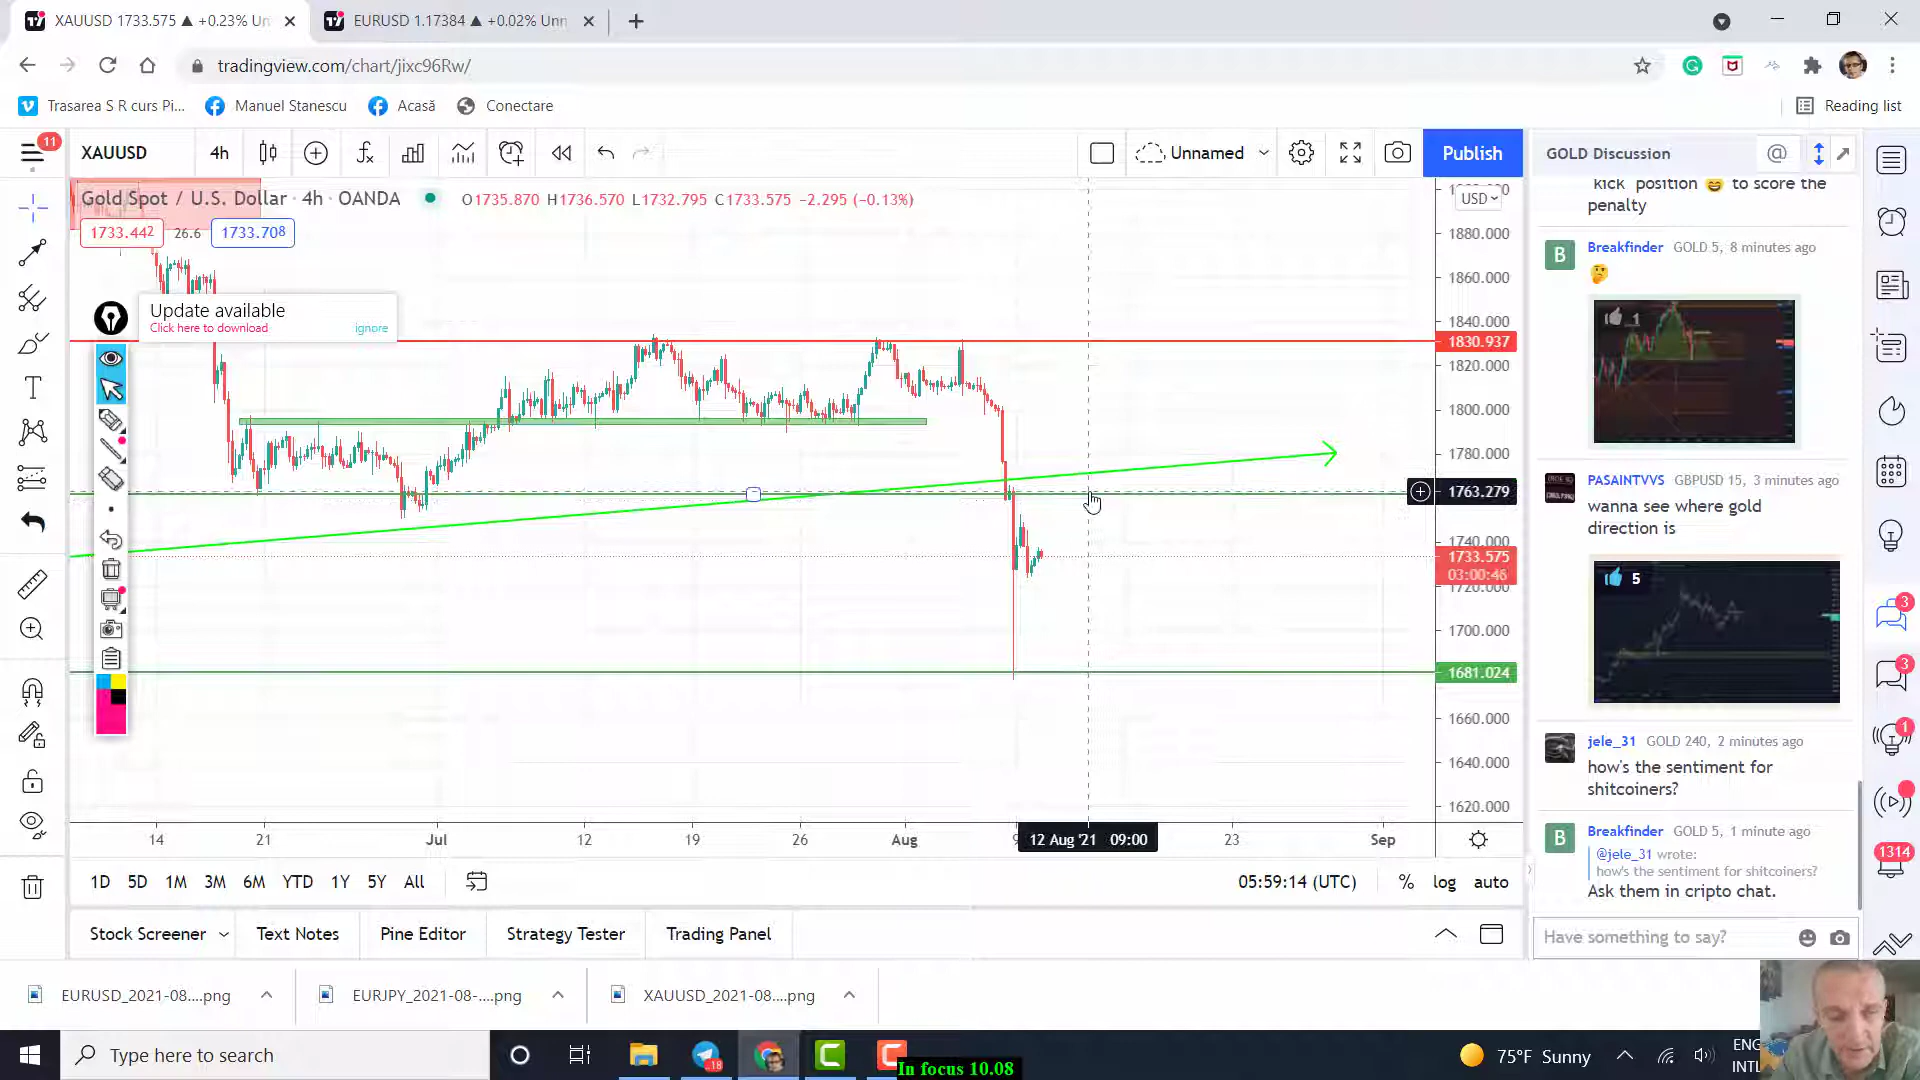 XAUUSD 1733.575 ▲ +0.23% Un
EURUSD 1.17384 ▲ +0.02% Unn
tradingview.com/chart/jixc96Rw/
Trasarea S R curs Pi...
Manuel Stanescu
Acasă
Conectare
Reading list
11
XAUUSD
4h
Unnamed
Publish
GOLD Discussion
Gold Spot / U.S. Dollar · 4h · OANDA
O1735.870 H1736.570 L1732.795 C1733.575 -2.295 (-0.13%)
1733.442
26.6
1733.708
USD
1880.000
1860.000
1840.000
1830.937
1820.000
1800.000
1780.000
1763.279
1740.000
1733.575
03:00:46
1720.000
1700.000
1681.024
1660.000
1640.000
1620.000
Update available
Click here to download
ignore
14
21
Jul
12
19
26
Aug
9
12 Aug '21 09:00
23
Sep
1D
5D
1M
3M
6M
YTD
1Y
5Y
All
05:59:14 (UTC)
%
log
auto
Stock Screener
Text Notes
Pine Editor
Strategy Tester
Trading Panel
kick position 😄 to score the
penalty
B
Breakfinder GOLD 5, 8 minutes ago
🤔
1
PASAINTVVS GBPUSD 15, 3 minutes ago
wanna see where gold
direction is
5
jele_31 GOLD 240, 2 minutes ago
how's the sentiment for
shitcoiners?
B
Breakfinder GOLD 5, 1 minute ago
@jele_31 wrote:
how's the sentiment for shitcoiners?
Ask them in cripto chat.
Have something to say?
3
3
1
1314
EURUSD_2021-08....png
EURJPY_2021-08-....png
XAUUSD_2021-08....png
Type here to search
18
In focus 10.08
75°F Sunny
ENG
INTL